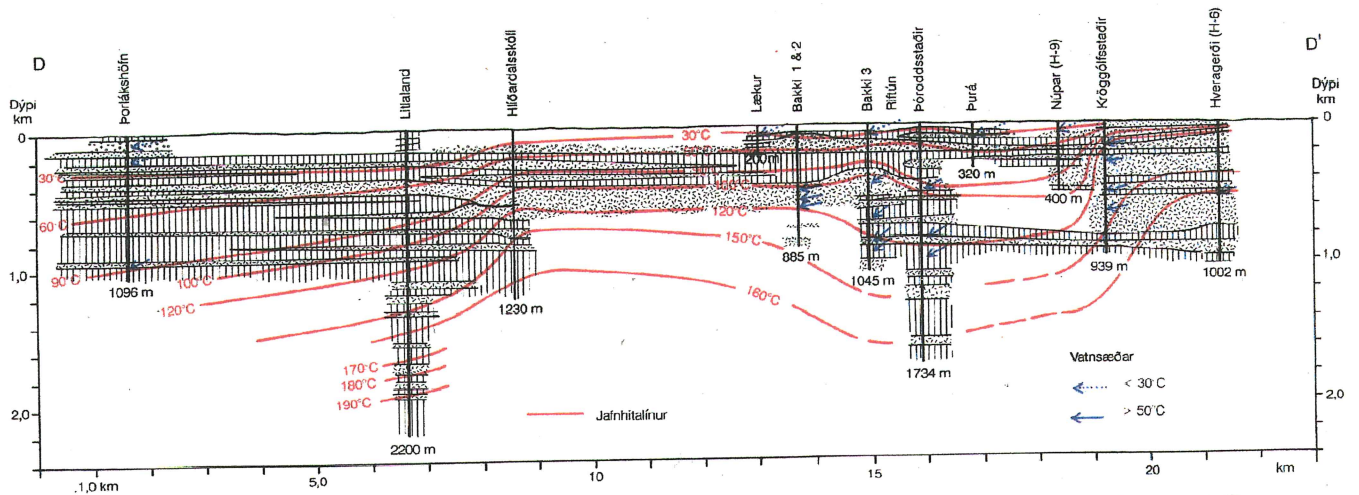 D
D'
Dýpi
km
Þorlákshöfn
Litlaland
Hlíðardalsskóli
Lækur
Bakki 1 & 2
Bakki 3
Riftún
Þóroddsstaðir
Þurá
Núpar (H-9)
Kröggólfsstaðir
Hveragerði (H-6)
Dýpi
km
0
0
1,0
1,0
2,0
2,0
30°C
60°C
90°C
100°C
120°C
170°C
180°C
190°C
30°C
120°C
150°C
160°C
1096 m
2200 m
1230 m
200m
885 m
1045 m
1734 m
320 m
400 m
939 m
1002 m
Vatnsæðar
< 30°C
> 50°C
Jafnhitalínur
1,0 km
5,0
10
15
20
km